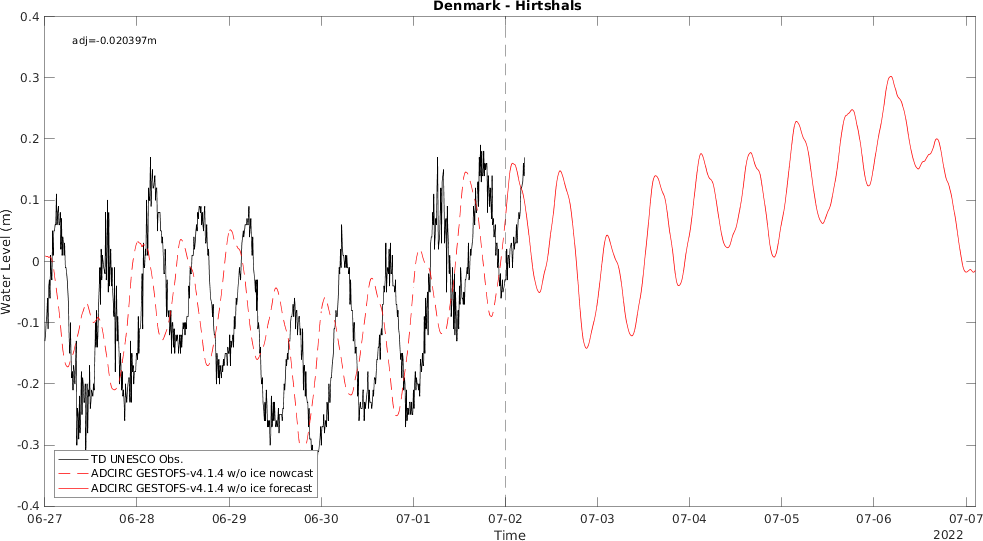 Denmark - Hirtshals
adj=-0.020397m
Water Level (m)
0.4
0.3
0.2
0.1
0
-0.1
-0.2
-0.3
-0.4
TD UNESCO Obs.
ADCIRC GESTOFS-v4.1.4 w/o ice nowcast
ADCIRC GESTOFS-v4.1.4 w/o ice forecast
06-27 06-28 06-29 06-30 07-01 07-02 07-03 07-04 07-05 07-06 07-07
Time
2022